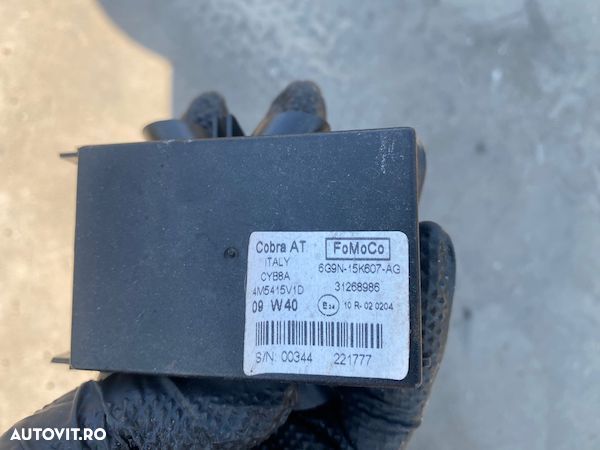 Cobra AT FoMoCo
ITALY 6G9N-15K607-AG
CYB8A
4M5415V1D 31268986
09 W40 10 R- 02 0204
S/N: 00344 221777
AUTOVIT.RO